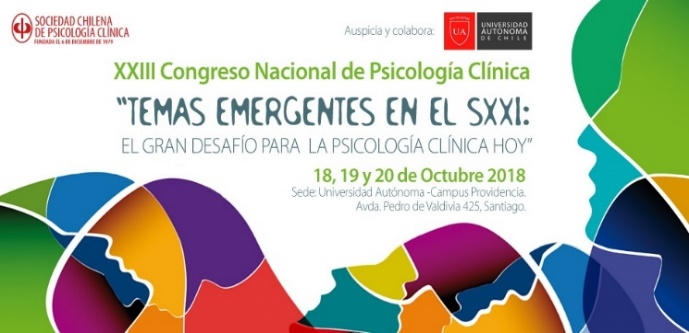 SOCIEDAD CHILENA
DE PSICOLOGÍA CLÍNICA
FUNDADA EL 6 DE DICIEMBRE DE 1979
Auspicia y colabora:
UA
UNIVERSIDAD
AUTÓNOMA
DE CHILE
XXIII Congreso Nacional de Psicología Clínica
"TEMAS EMERGENTES EN EL SXXI:
EL GRAN DESAFÍO PARA LA PSICOLOGÍA CLÍNICA HOY"
18, 19 y 20 de Octubre 2018
Sede: Universidad Autónoma -Campus Providencia.
Avda. Pedro de Valdivia 425, Santiago.